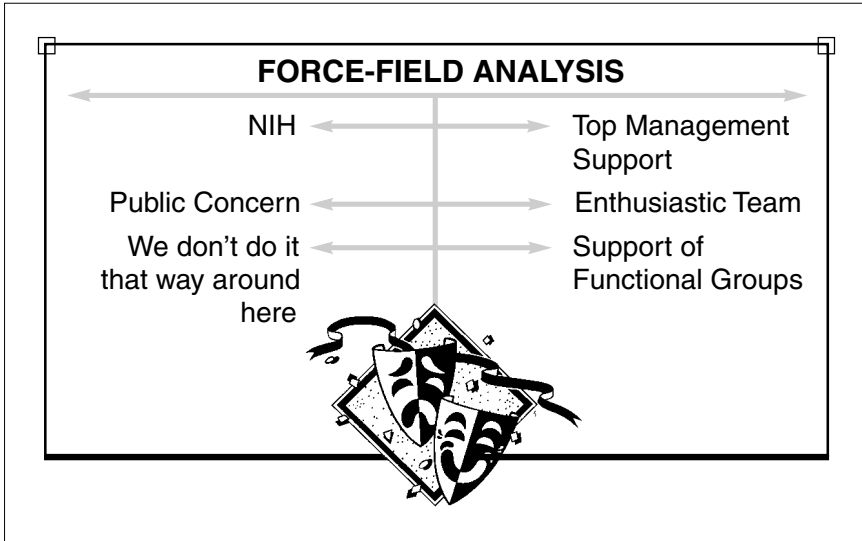 FORCE-FIELD ANALYSIS
NIH
Top Management
Support
Public Concern
Enthusiastic Team
We don't do it
that way around
here
Support of
Functional Groups